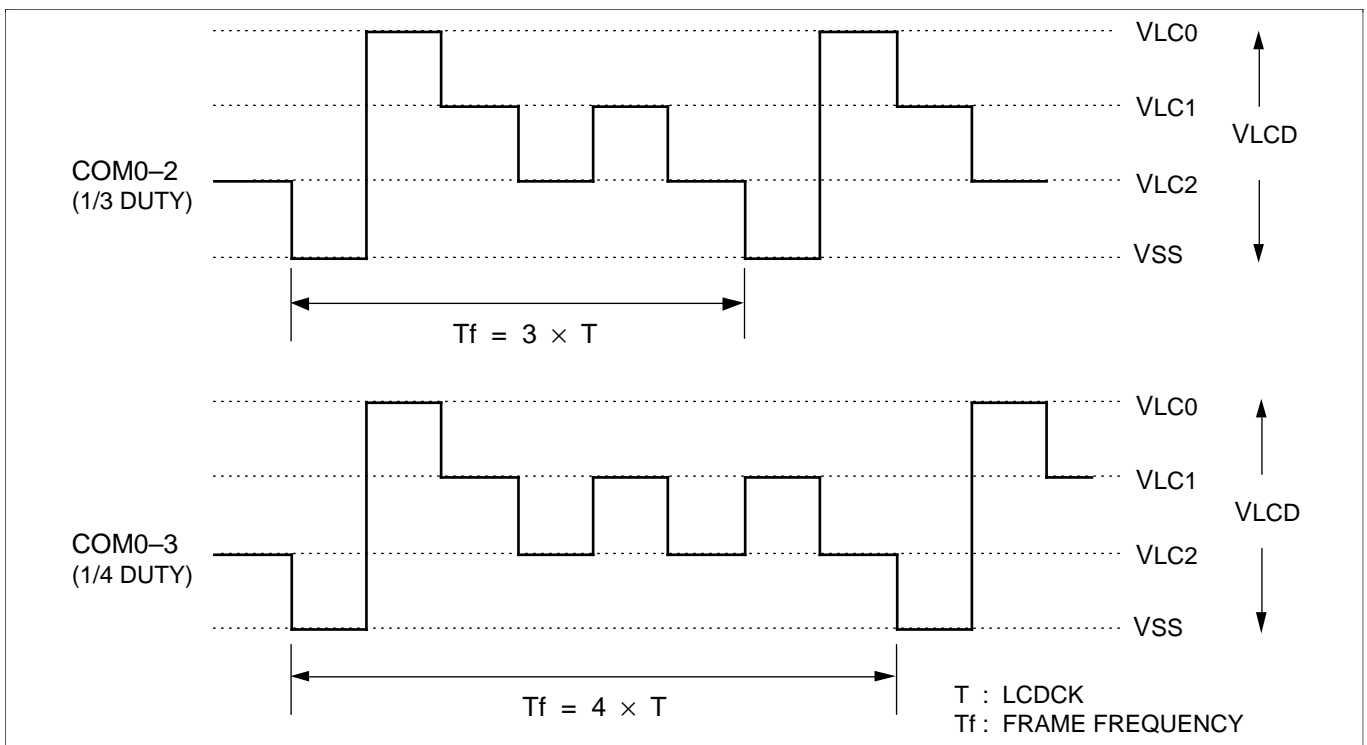 VLC0
VLC1
VLCD
COM0–2
(1/3 DUTY)
VLC2
VSS
Tf = 3 × T
VLC0
VLC1
VLCD
COM0–3
(1/4 DUTY)
VLC2
VSS
Tf = 4 × T
T : LCDCK
Tf : FRAME FREQUENCY